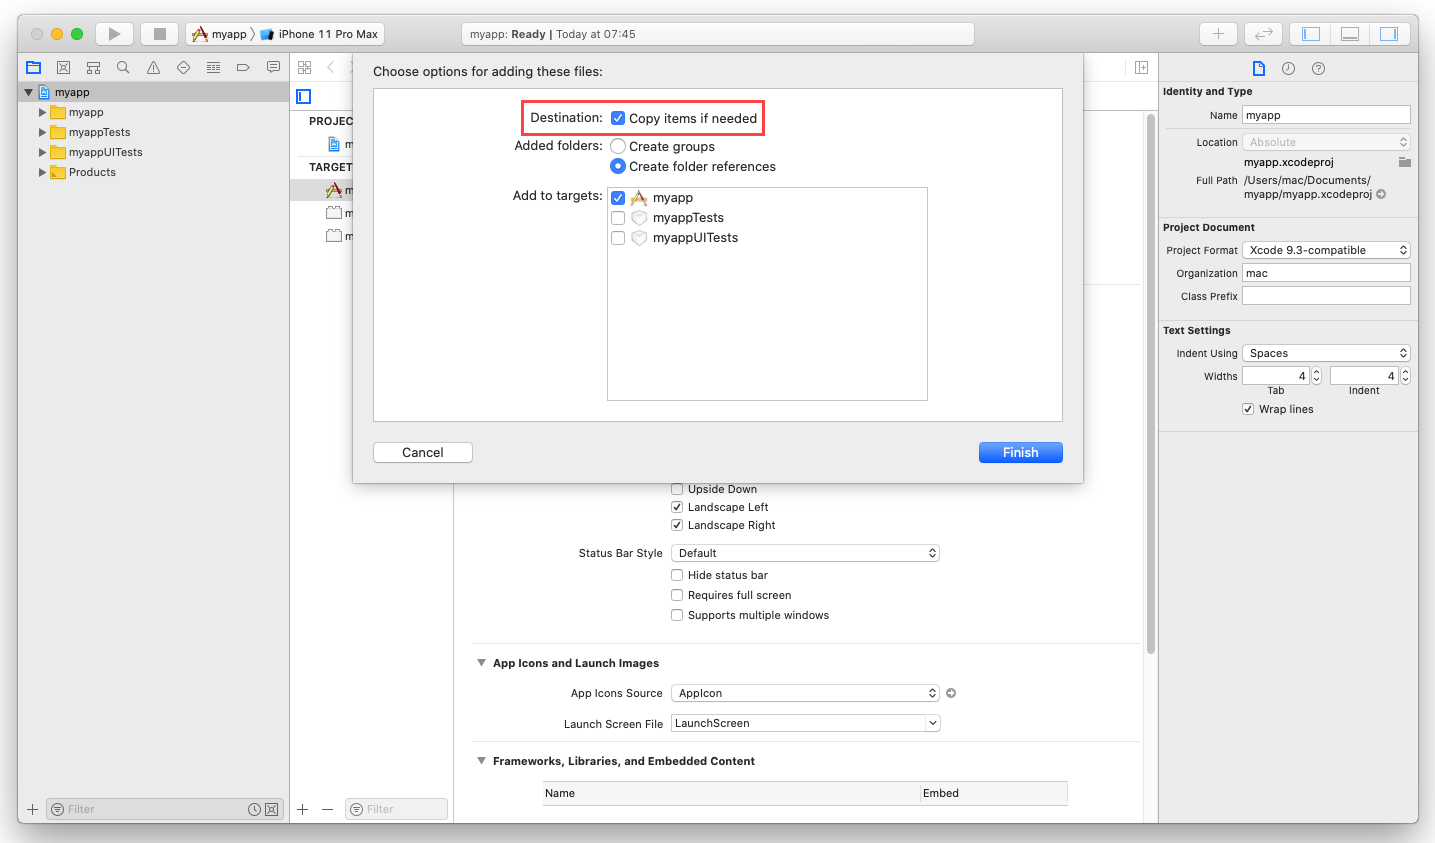 myapp
iPhone 11 Pro Max
myapp: Ready | Today at 07:45
myapp
myapp
myappTests
myappUITests
Products
Filter
PROJEC
m
TARGET
m
m
m
Filter
Choose options for adding these files:
Destination: Copy items if needed
Added folders: Create groups
Create folder references
Add to targets: myapp
myappTests
myappUITests
Cancel
Finish
Upside Down
Landscape Left
Landscape Right
Status Bar Style Default
Hide status bar
Requires full screen
Supports multiple windows
App Icons and Launch Images
App Icons Source AppIcon
Launch Screen File LaunchScreen
Frameworks, Libraries, and Embedded Content
Name Embed
Identity and Type
Name myapp
Location Absolute
myapp.xcodeproj
Full Path /Users/mac/Documents/
myapp/myapp.xcodeproj
Project Document
Project Format Xcode 9.3-compatible
Organization mac
Class Prefix
Text Settings
Indent Using Spaces
Widths 4 4
Tab Indent
Wrap lines